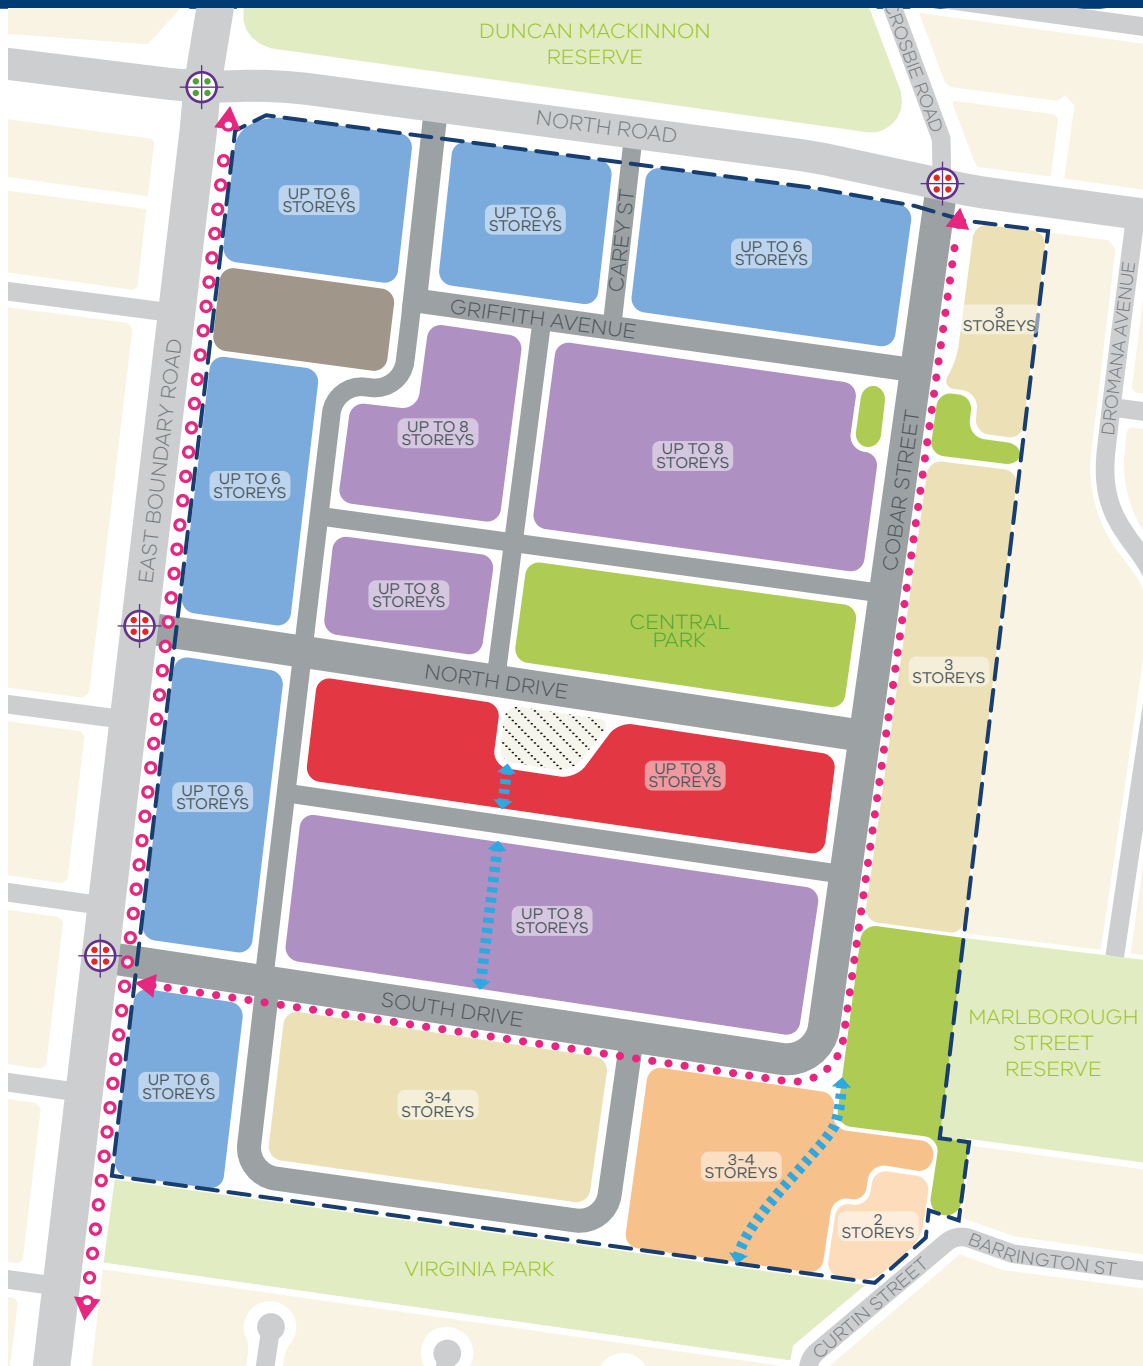 DUNCAN MACKINNON
RESERVE
CROSBIE ROAD
NORTH ROAD
UP TO 6
STOREYS
UP TO 6
STOREYS
CAREY ST
UP TO 6
STOREYS
3
STOREYS
DROMANA AVENUE
GRIFFITH AVENUE
EAST BOUNDARY ROAD
UP TO 8
STOREYS
UP TO 8
STOREYS
COBAR STREET
UP TO 6
STOREYS
UP TO 8
STOREYS
CENTRAL
PARK
3
STOREYS
NORTH DRIVE
UP TO 8
STOREYS
UP TO 6
STOREYS
UP TO 8
STOREYS
SOUTH DRIVE
MARLBOROUGH
STREET
RESERVE
UP TO 6
STOREYS
3-4
STOREYS
3-4
STOREYS
2
STOREYS
VIRGINIA PARK
BARRINGTON ST
CURTIN STREET